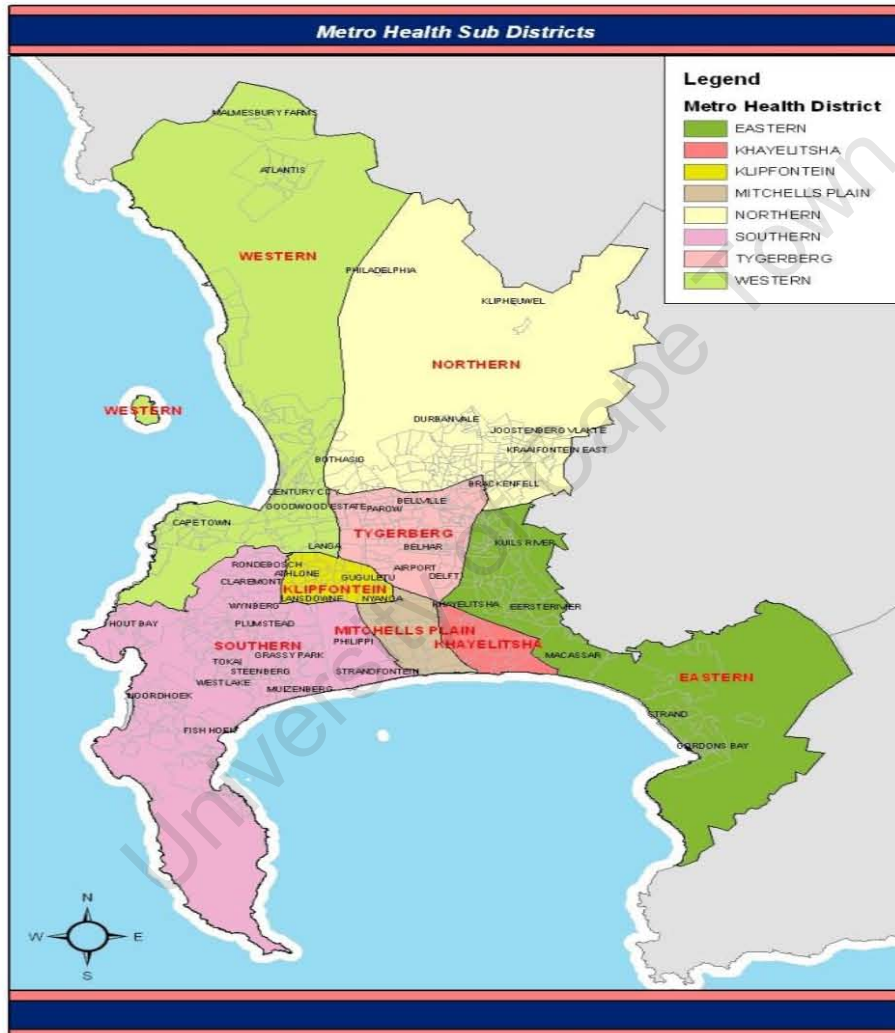 Metro Health Sub Districts
Legend
Metro Health District
EASTERN
KHAYELITSHA
KLIPFONTEIN
MITCHELLS PLAIN
NORTHERN
SOUTHERN
TYGERBERG
WESTERN
MALMESBURY FARMS
ATLANTIS
WESTERN
PHILADELPHIA
KLIPHEUWEL
NORTHERN
WESTERN
DURBANVALE
JOOSTENBERG VLAKTE
KRAAIFONTEIN EAST
BOTHASIG
BRACKENFELL
CENTURY CITY
BELLVILLE
GOODWOOD ESTATE
PAROW
CAPE TOWN
TYGERBERG
KUILS RIVER
LANGA
BELHAR
RONDEBOSCH
ATHLONE
AIRPORT
CLAREMONT
GUGULETU
DELFT
KLIPFONTEIN
LANSDOWNE
NYANGA
KHAYELITSHA
EERSTERIVIER
WYNBERG
HOUT BAY
PLUMSTEAD
MITCHELLS PLAIN
PHILIPPI
SOUTHERN
KHAYELITSHA
GRASSY PARK
MACASSAR
TOKAI
STEENBERG
STRANDFONTEIN
EASTERN
WESTLAKE
MUIZENBERG
NOORDHOEK
STRAND
FISH HOEK
GORDONS BAY
N
W
E
S
University of Cape Town